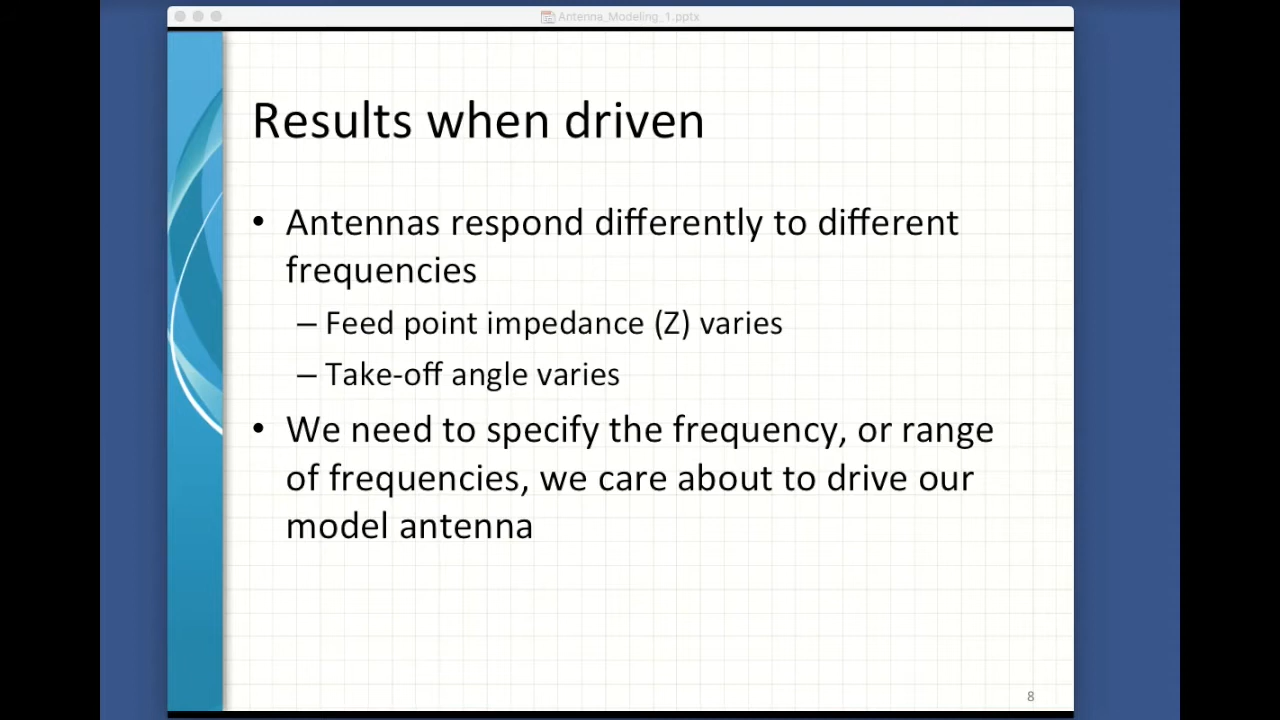 Antenna_Modeling_1.pptx
Results when driven
• Antennas respond differently to different
frequencies
– Feed point impedance (Z) varies
– Take-off angle varies
• We need to specify the frequency, or range
of frequencies, we care about to drive our
model antenna
8